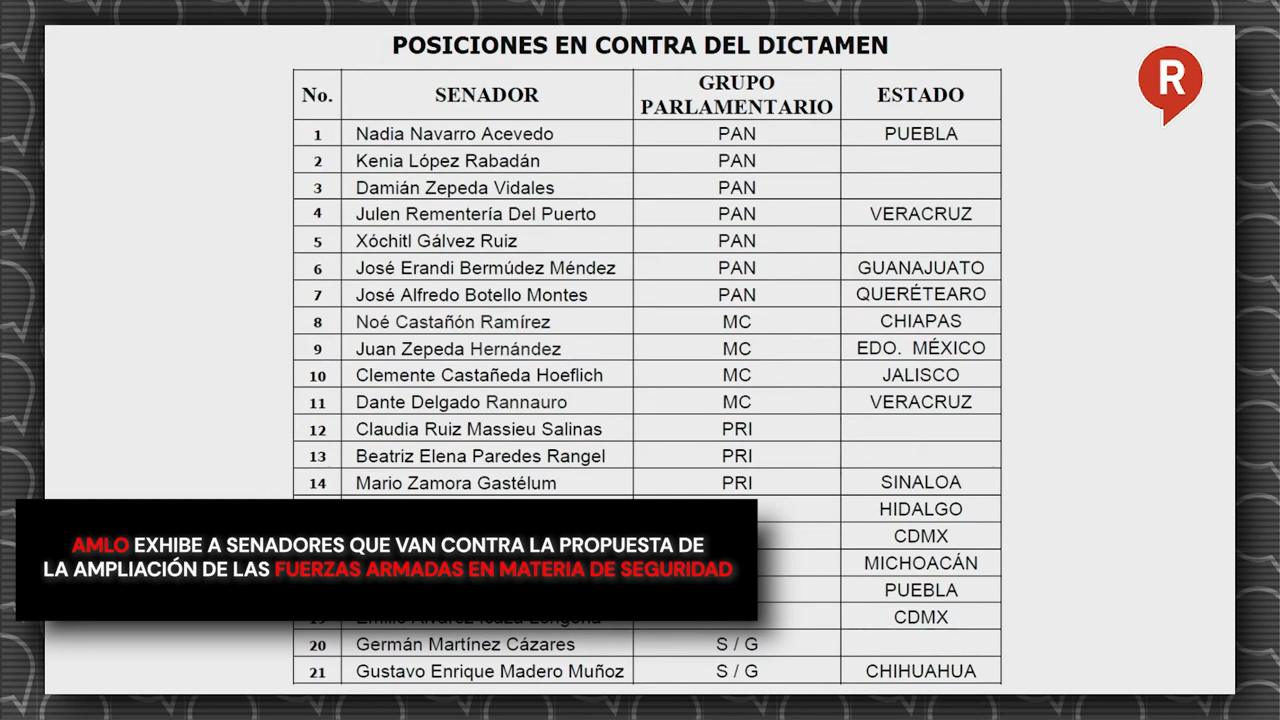 POSICIONES EN CONTRA DEL DICTAMEN
R
No. SENADOR GRUPO PARLAMENTARIO ESTADO
1 Nadia Navarro Acevedo PAN PUEBLA
2 Kenia López Rabadán PAN
3 Damián Zepeda Vidales PAN
4 Julen Rementería Del Puerto PAN VERACRUZ
5 Xóchitl Gálvez Ruiz PAN
6 José Erandi Bermúdez Méndez PAN GUANAJUATO
7 José Alfredo Botello Montes PAN QUERÉTEARO
8 Noé Castañón Ramírez MC CHIAPAS
9 Juan Zepeda Hernández MC EDO. MÉXICO
10 Clemente Castañeda Hoeflich MC JALISCO
11 Dante Delgado Rannauro MC VERACRUZ
12 Claudia Ruiz Massieu Salinas PRI
13 Beatriz Elena Paredes Rangel PRI
14 Mario Zamora Gastélum PRI SINALOA
HIDALGO
CDMX
MICHOACÁN
PUEBLA
CDMX
20 Germán Martínez Cázares S / G
21 Gustavo Enrique Madero Muñoz S / G CHIHUAHUA
AMLO EXHIBE A SENADORES QUE VAN CONTRA LA PROPUESTA DE
LA AMPLIACIÓN DE LAS FUERZAS ARMADAS EN MATERIA DE SEGURIDAD